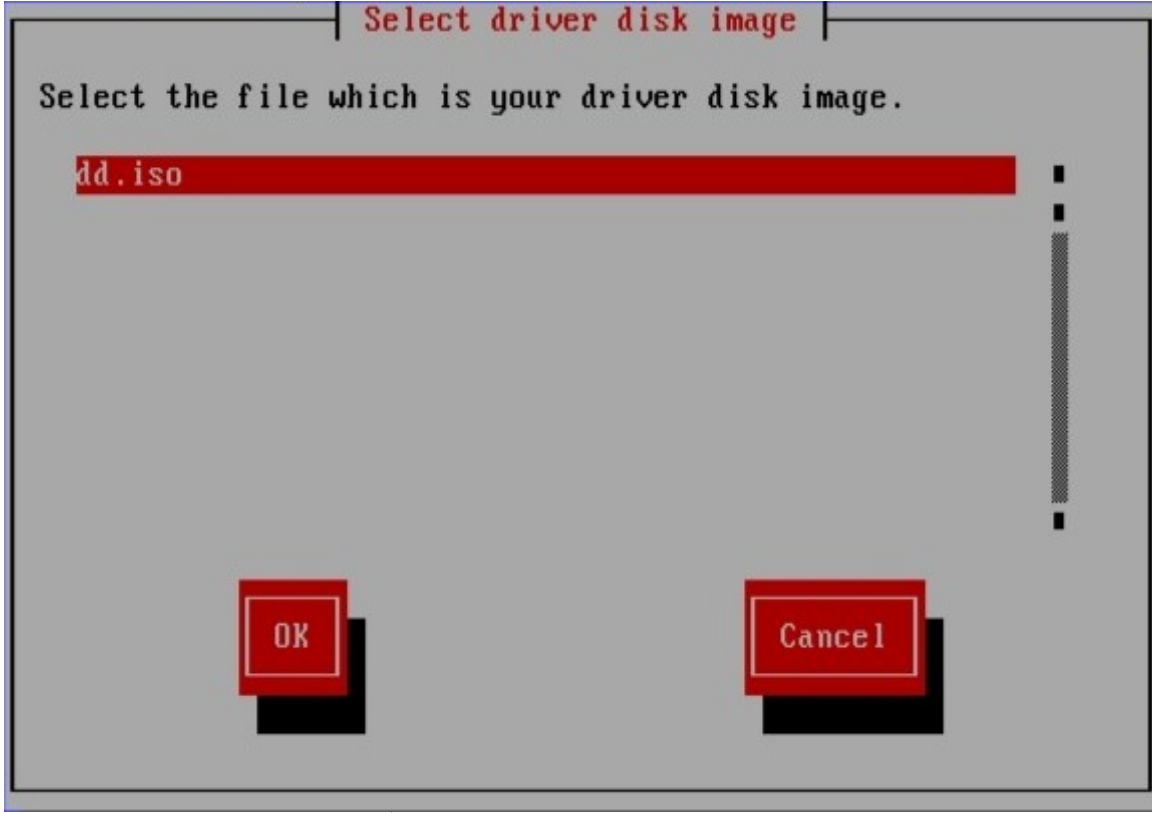 Select driver disk image
Select the file which is your driver disk image.
dd.iso
OK
Cancel